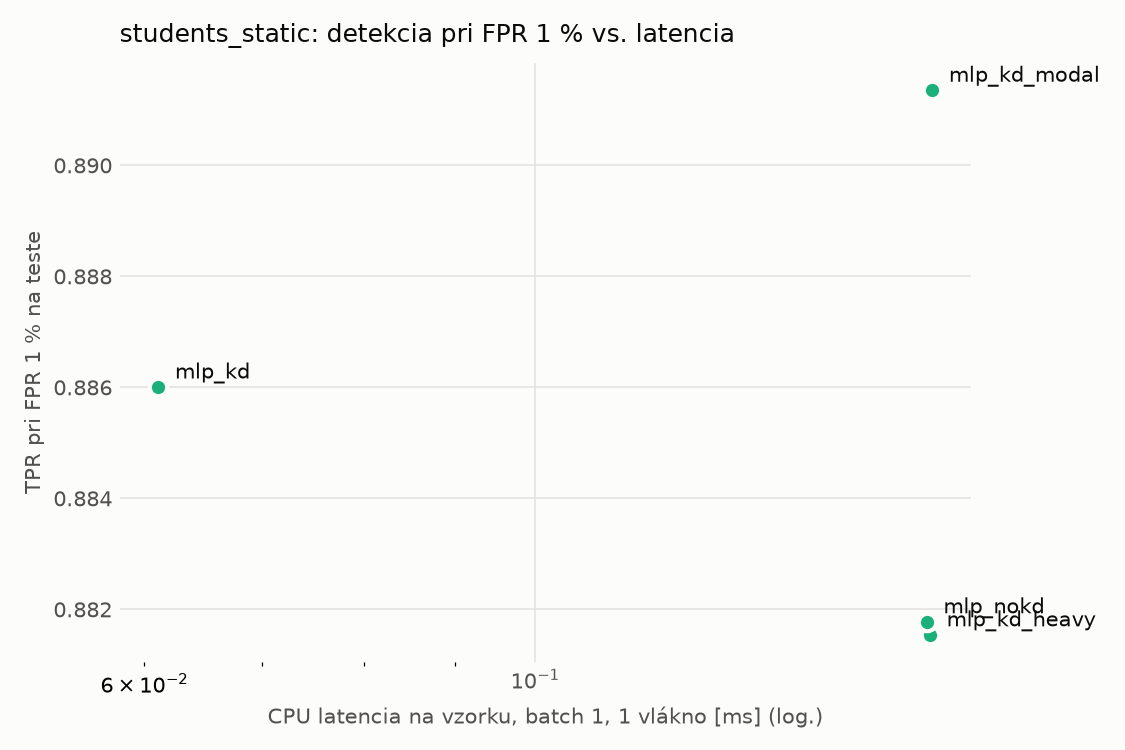 students_static: detekcia pri FPR 1 % vs. latencia
mlp_kd_modal
0.890
0.888
TPR pri FPR 1 % na teste
mlp_kd
0.886
0.884
0.882
mlp_nokd
mlp_kd_heavy
6 × 10⁻²
10⁻¹
CPU latencia na vzorku, batch 1, 1 vlákno [ms] (log.)